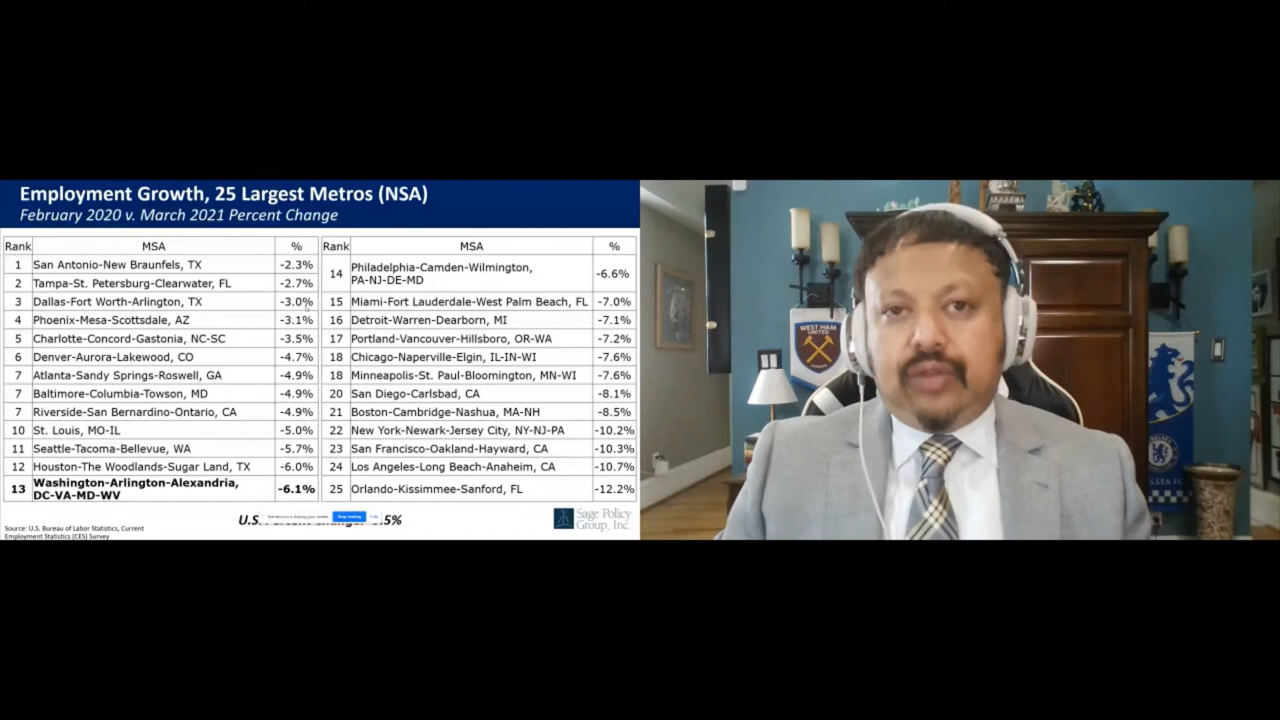 Employment Growth, 25 Largest Metros (NSA)
February 2020 v. March 2021 Percent Change
Rank MSA %
1 San Antonio-New Braunfels, TX -2.3%
2 Tampa-St. Petersburg-Clearwater, FL -2.7%
3 Dallas-Fort Worth-Arlington, TX -3.0%
4 Phoenix-Mesa-Scottsdale, AZ -3.1%
5 Charlotte-Concord-Gastonia, NC-SC -3.5%
6 Denver-Aurora-Lakewood, CO -4.7%
7 Atlanta-Sandy Springs-Roswell, GA -4.9%
7 Baltimore-Columbia-Towson, MD -4.9%
7 Riverside-San Bernardino-Ontario, CA -4.9%
10 St. Louis, MO-IL -5.0%
11 Seattle-Tacoma-Bellevue, WA -5.7%
12 Houston-The Woodlands-Sugar Land, TX -6.0%
13 Washington-Arlington-Alexandria,
DC-VA-MD-WV -6.1%
Rank MSA %
14 Philadelphia-Camden-Wilmington,
PA-NJ-DE-MD -6.6%
15 Miami-Fort Lauderdale-West Palm Beach, FL -7.0%
16 Detroit-Warren-Dearborn, MI -7.1%
17 Portland-Vancouver-Hillsboro, OR-WA -7.2%
18 Chicago-Naperville-Elgin, IL-IN-WI -7.6%
18 Minneapolis-St. Paul-Bloomington, MN-WI -7.6%
20 San Diego-Carlsbad, CA -8.1%
21 Boston-Cambridge-Nashua, MA-NH -8.5%
22 New York-Newark-Jersey City, NY-NJ-PA -10.2%
23 San Francisco-Oakland-Hayward, CA -10.3%
24 Los Angeles-Long Beach-Anaheim, CA -10.7%
25 Orlando-Kissimmee-Sanford, FL -12.2%
Source: U.S. Bureau of Labor Statistics, Current
Employment Statistics (CES) Survey
Sage Policy
Group, Inc.
WEST HAM
UNITED